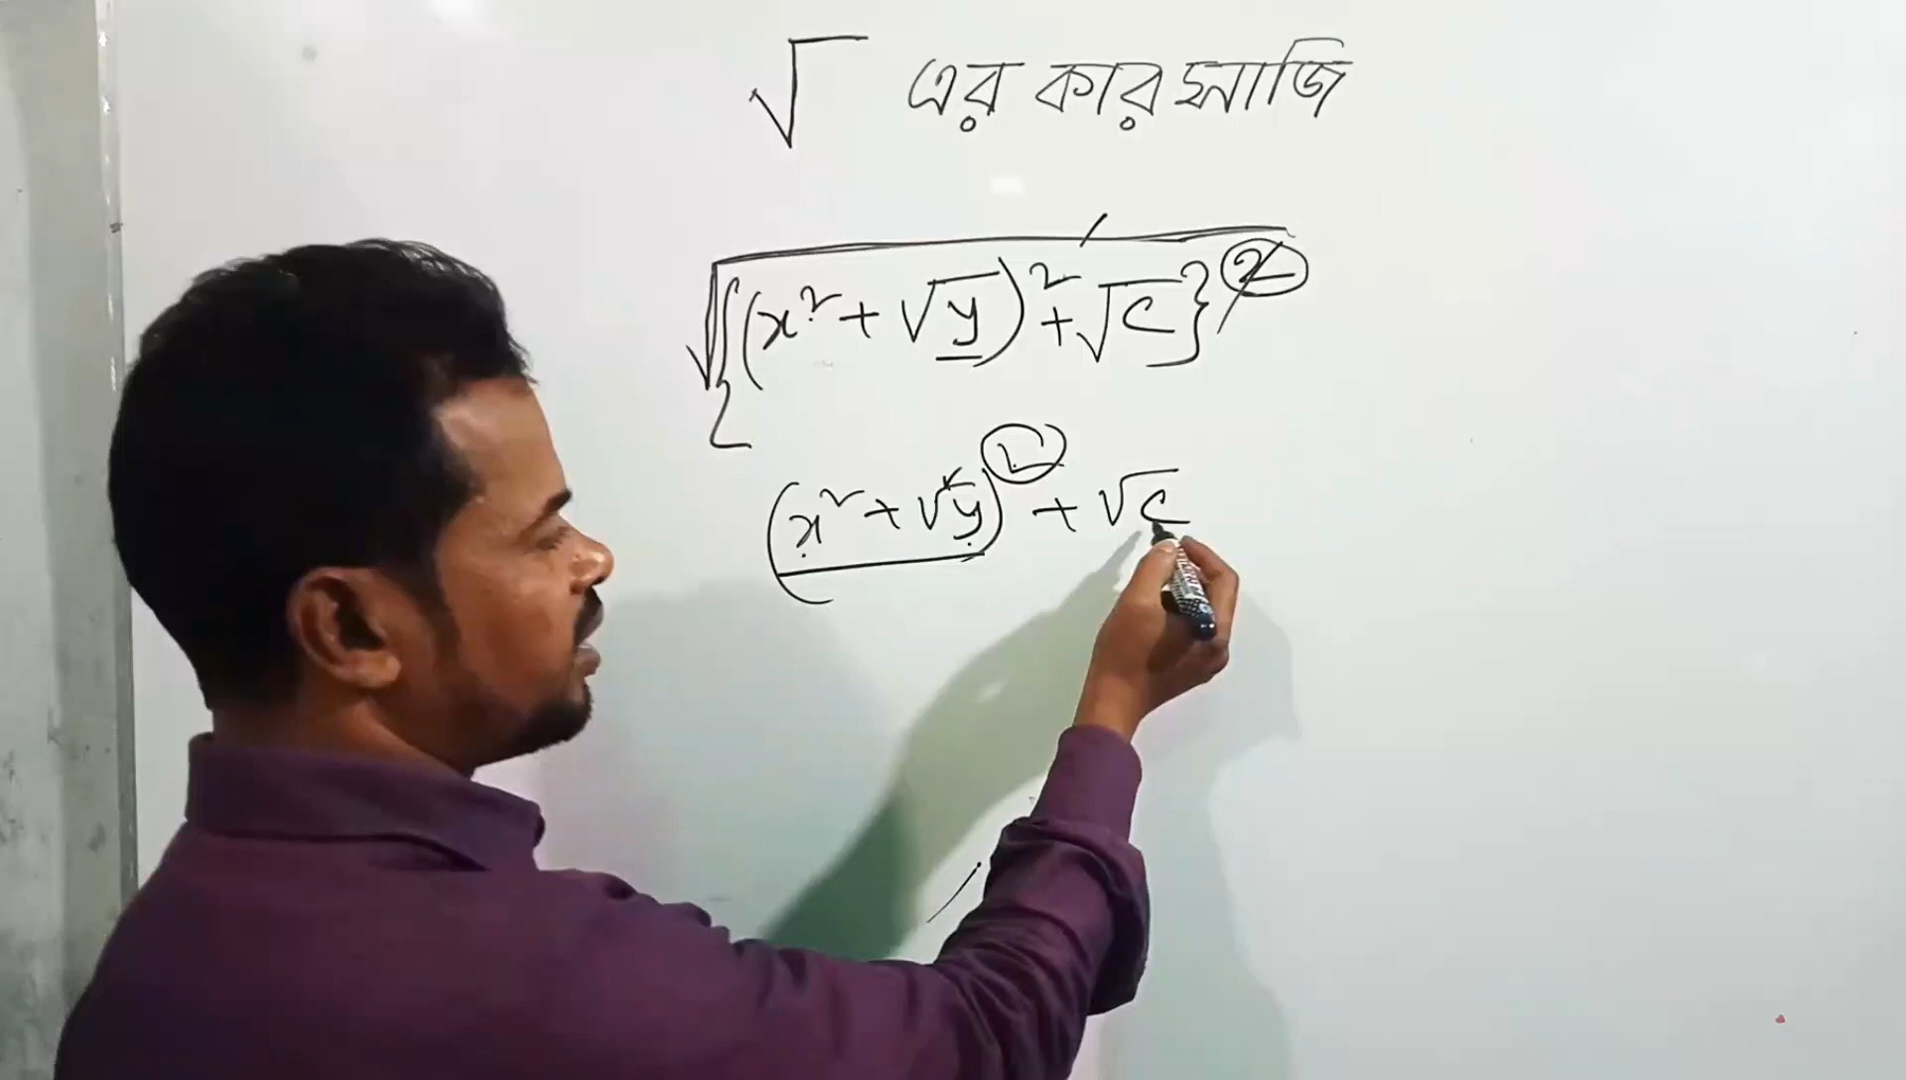 √ এর কারসাজি
√{(x² + √y)² + √c}²
(x² + √y)² + √c